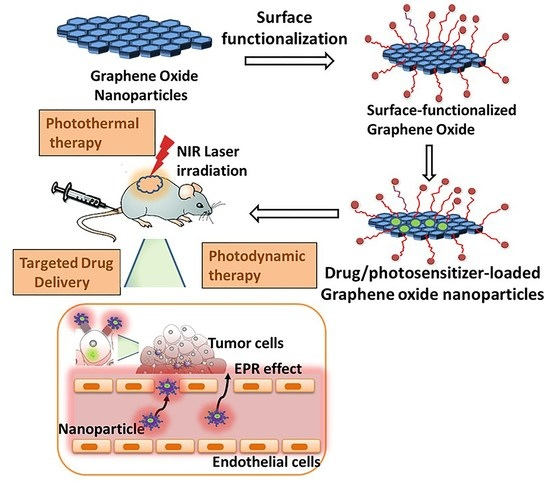 Surface
functionalization
Graphene Oxide
Nanoparticles
Surface-functionalized
Graphene Oxide
Photothermal
therapy
NIR Laser
irradiation
Targeted Drug
Delivery
Photodynamic
therapy
Drug/photosensitizer-loaded
Graphene oxide nanoparticles
Tumor cells
EPR effect
Nanoparticle
Endothelial cells